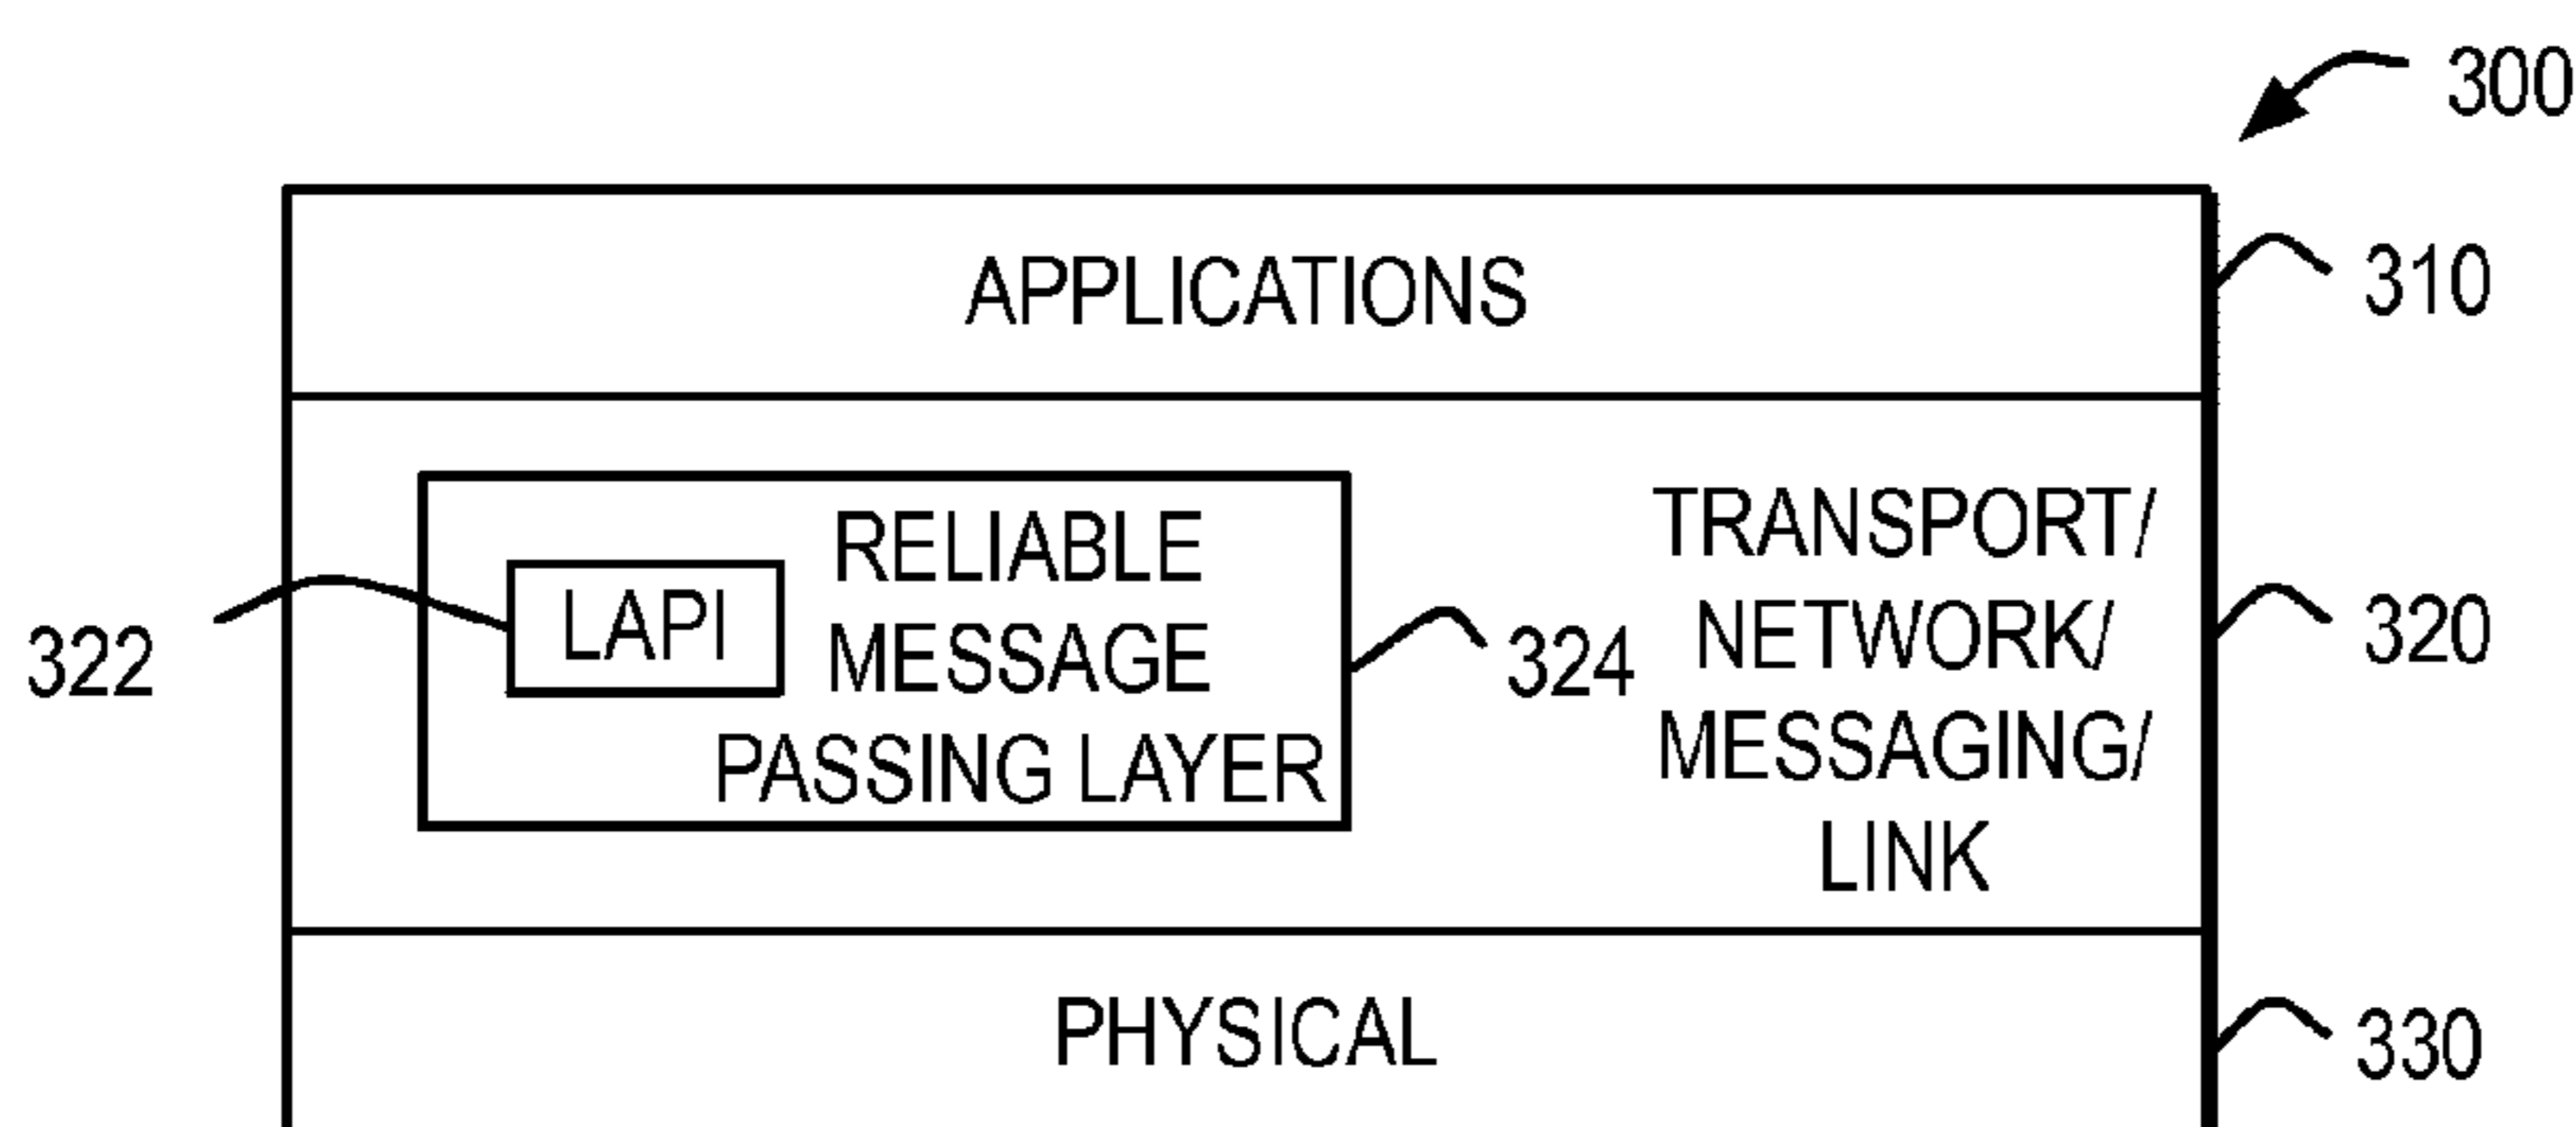 300
APPLICATIONS
310
RELIABLE
MESSAGE
PASSING LAYER
LAPI
322
324
TRANSPORT/
NETWORK/
MESSAGING/
LINK
320
PHYSICAL
330